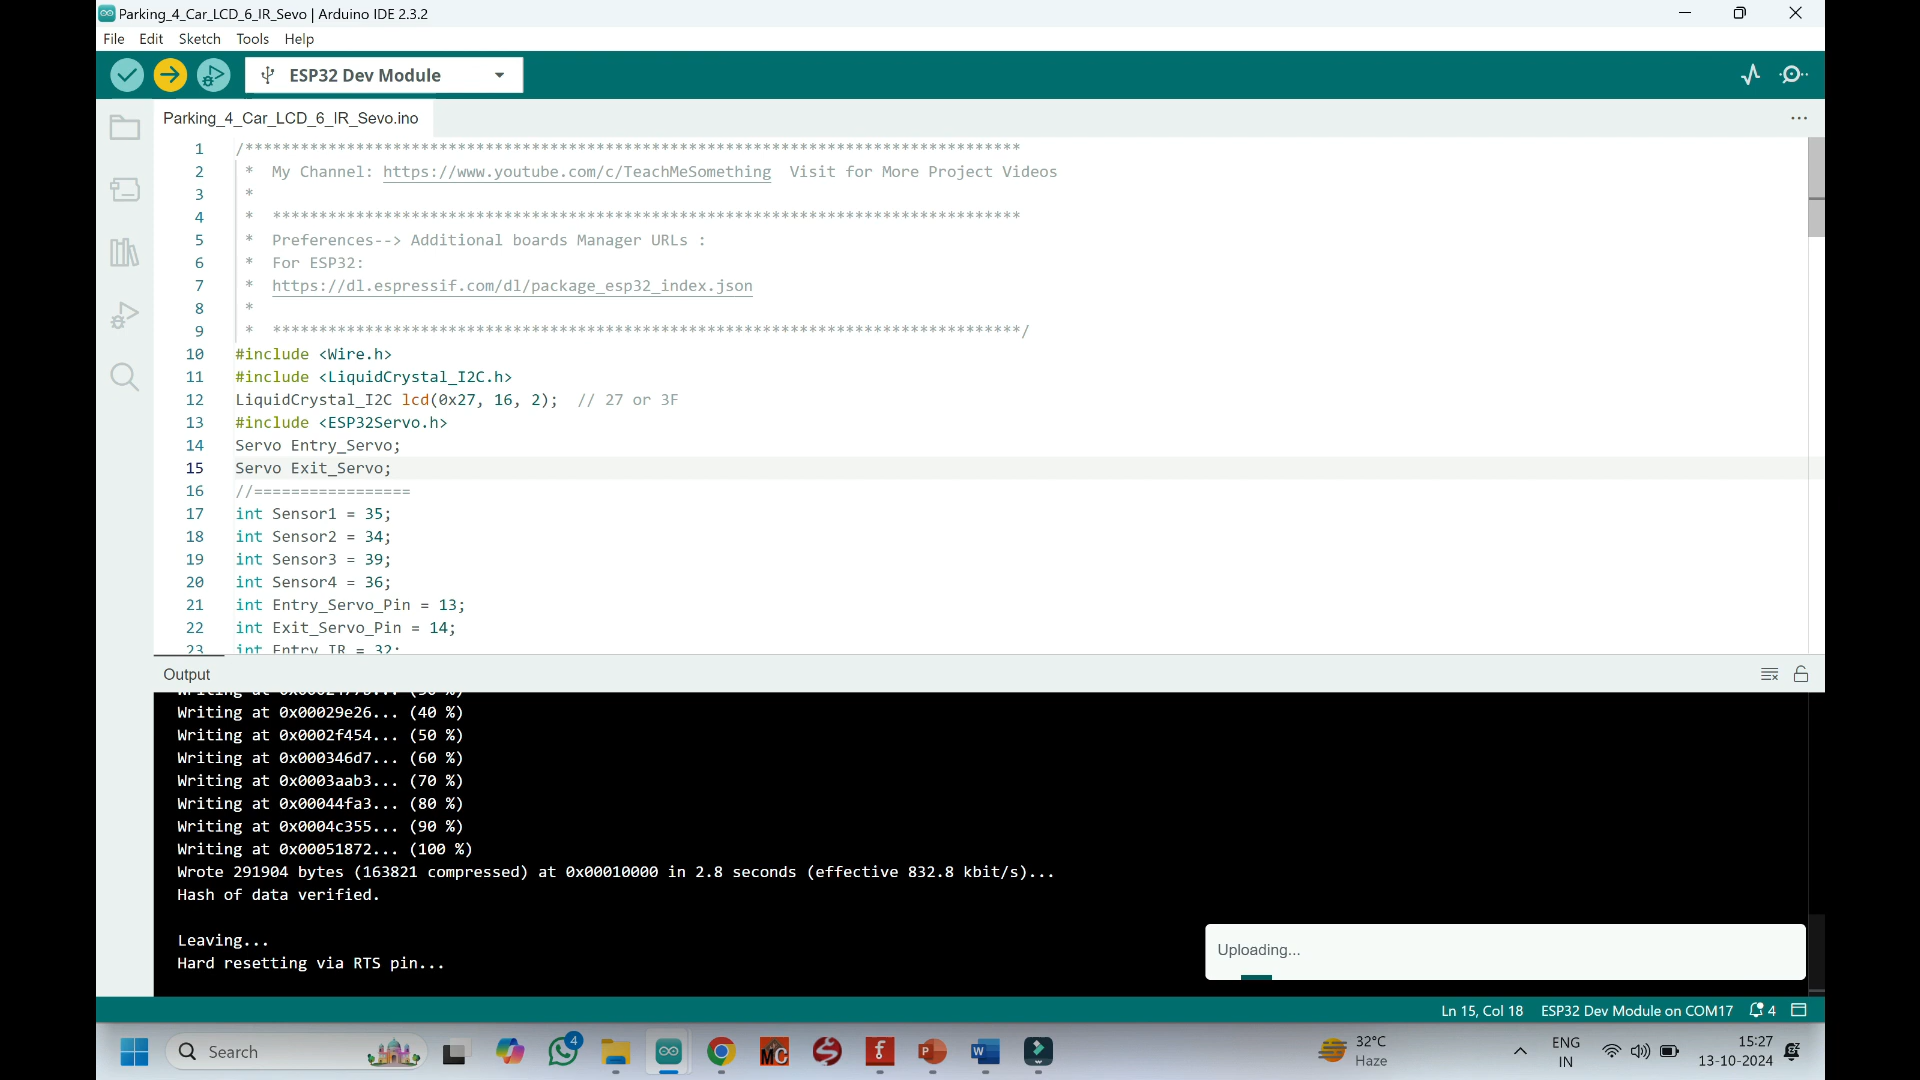 Parking_4_Car_LCD_6_IR_Sevo | Arduino IDE 2.3.2
File Edit Sketch Tools Help
ESP32 Dev Module
Parking_4_Car_LCD_6_IR_Sevo.ino
1 /************************************************************************************
2 * My Channel: https://www.youtube.com/c/TeachMeSomething Visit for More Project Videos
3 *
4 * *********************************************************************************
5 * Preferences--> Additional boards Manager URLs :
6 * For ESP32:
7 * https://dl.espressif.com/dl/package_esp32_index.json
8 *
9 * *********************************************************************************/
10 #include <Wire.h>
11 #include <LiquidCrystal_I2C.h>
12 LiquidCrystal_I2C lcd(0x27, 16, 2); // 27 or 3F
13 #include <ESP32Servo.h>
14 Servo Entry_Servo;
15 Servo Exit_Servo;
16 //=================
17 int Sensor1 = 35;
18 int Sensor2 = 34;
19 int Sensor3 = 39;
20 int Sensor4 = 36;
21 int Entry_Servo_Pin = 13;
22 int Exit_Servo_Pin = 14;
23 int Entry_IR = 32;
Output
Writing at 0x00029e26... (40 %)
Writing at 0x0002f454... (50 %)
Writing at 0x000346d7... (60 %)
Writing at 0x0003aab3... (70 %)
Writing at 0x00044fa3... (80 %)
Writing at 0x0004c355... (90 %)
Writing at 0x00051872... (100 %)
Wrote 291904 bytes (163821 compressed) at 0x00010000 in 2.8 seconds (effective 832.8 kbit/s)...
Hash of data verified.
Leaving...
Hard resetting via RTS pin...
Uploading...
Ln 15, Col 18 ESP32 Dev Module on COM17 4
Search
4
MC
f
P
W
32°C
Haze
ENG
IN
15:27
13-10-2024